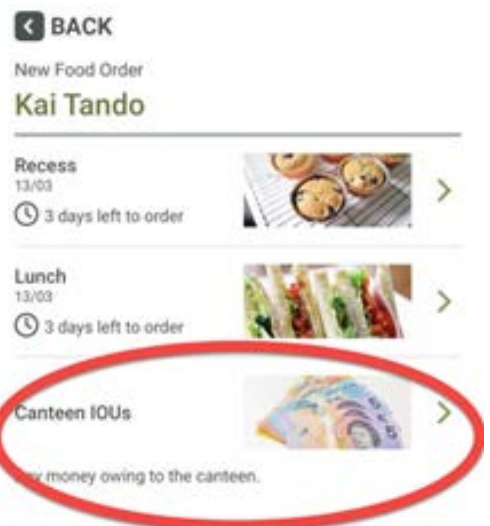 BACK
New Food Order
Kai Tando
Recess
13/03
3 days left to order
Lunch
13/03
3 days left to order
Canteen IOUs
money owing to the canteen.